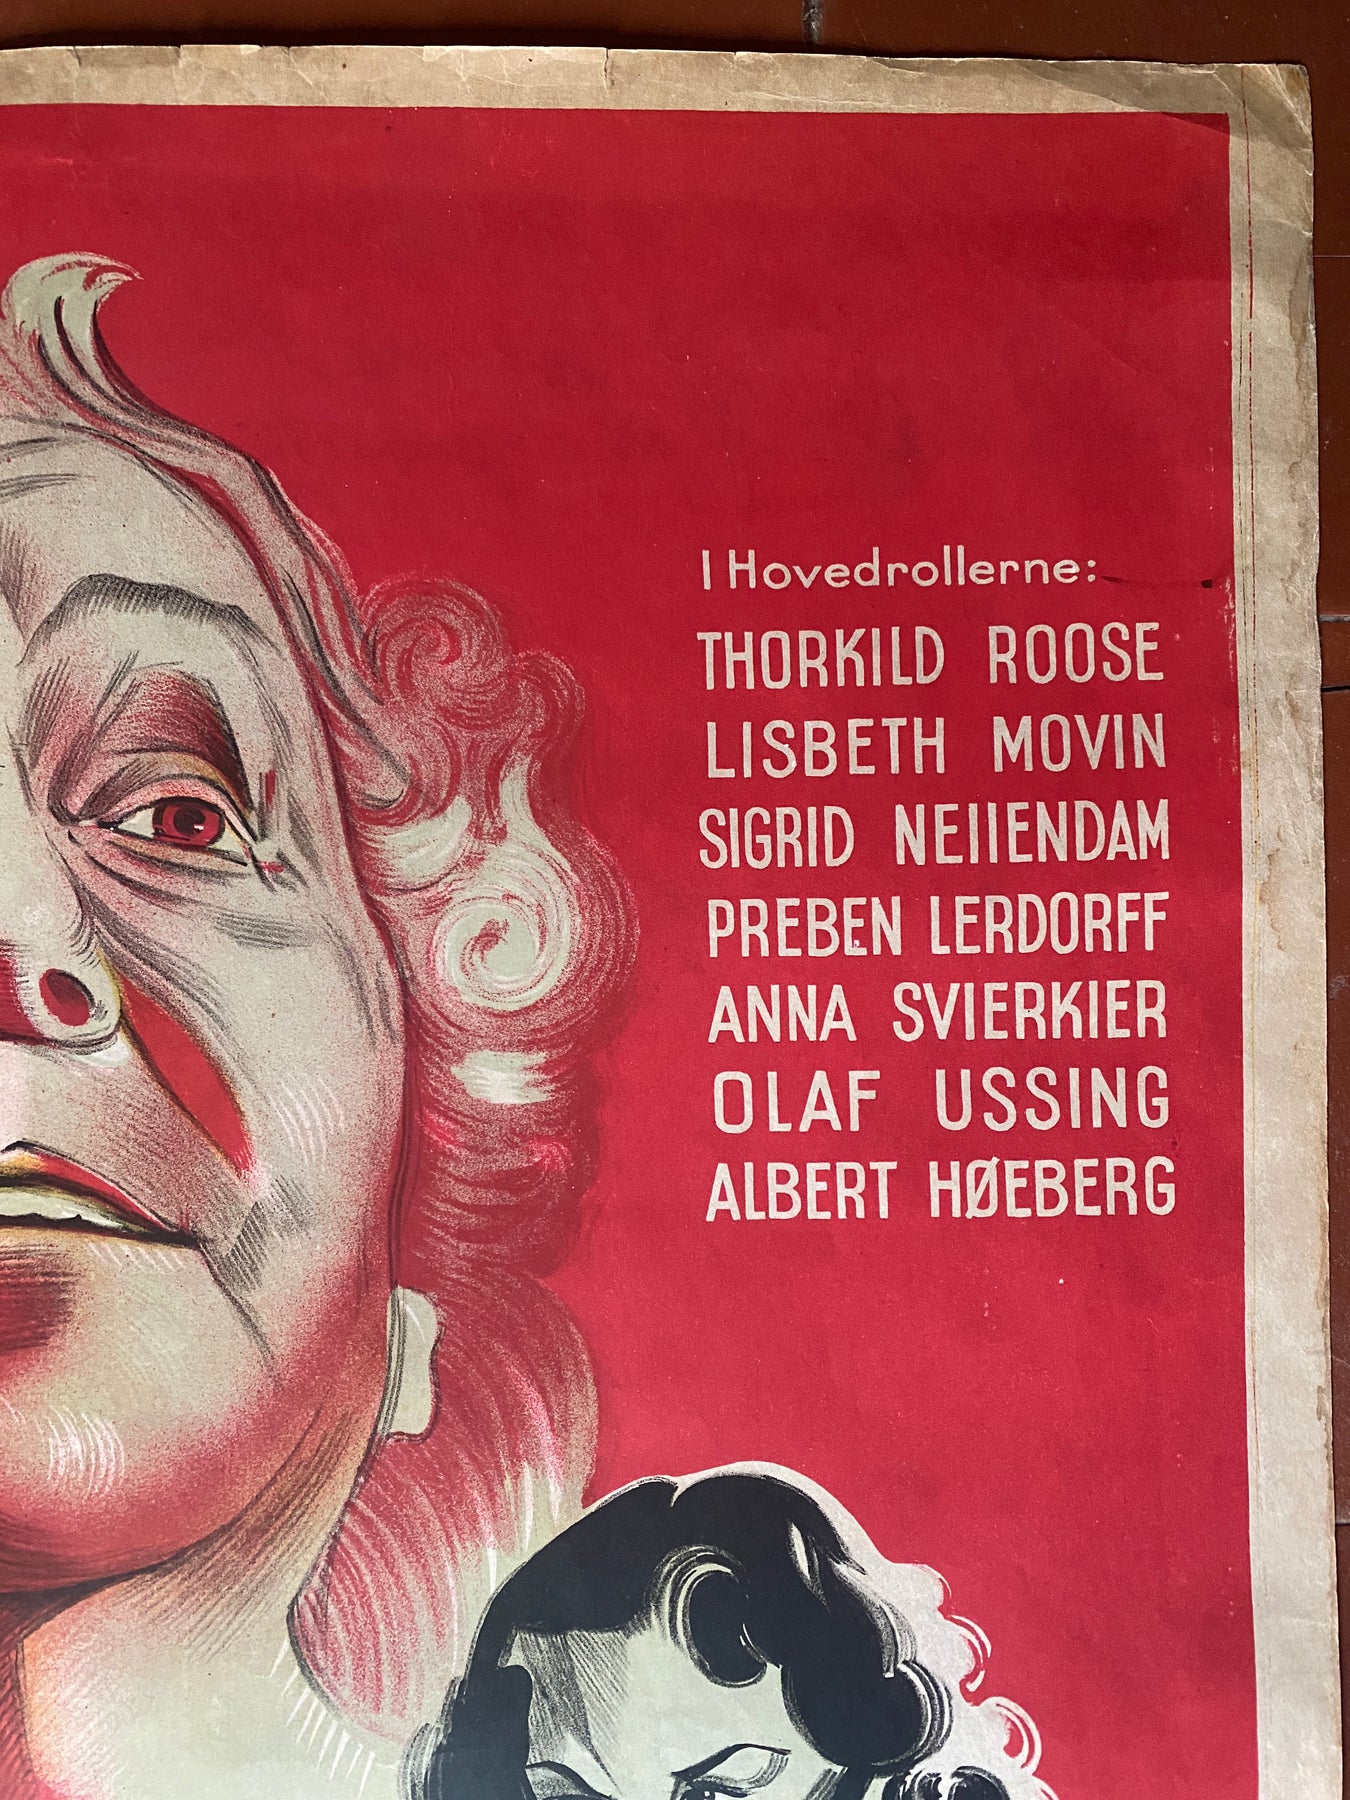 I Hovedrollerne:
THORKILD ROOSE
LISBETH MOVIN
SIGRID NEIIENDAM
PREBEN LERDORFF
ANNA SVIERKIER
OLAF USSING
ALBERT HØEBERG